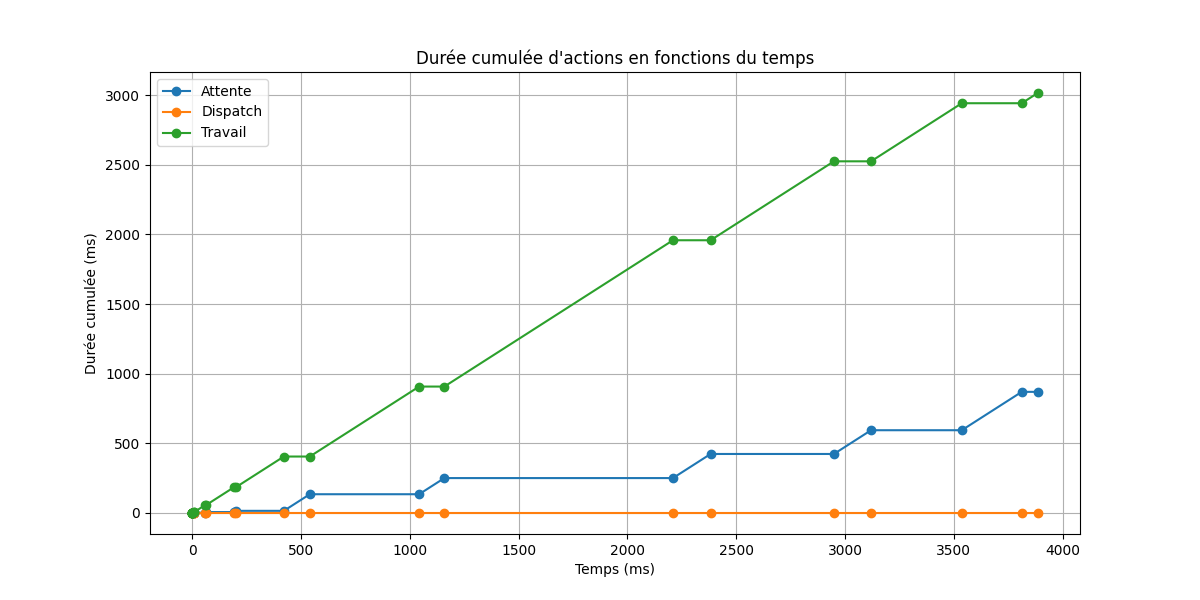 Durée cumulée d'actions en fonctions du temps
Attente
Dispatch
Travail
Durée cumulée (ms)
3000
2500
2000
1500
1000
500
0
0 500 1000 1500 2000 2500 3000 3500 4000
Temps (ms)